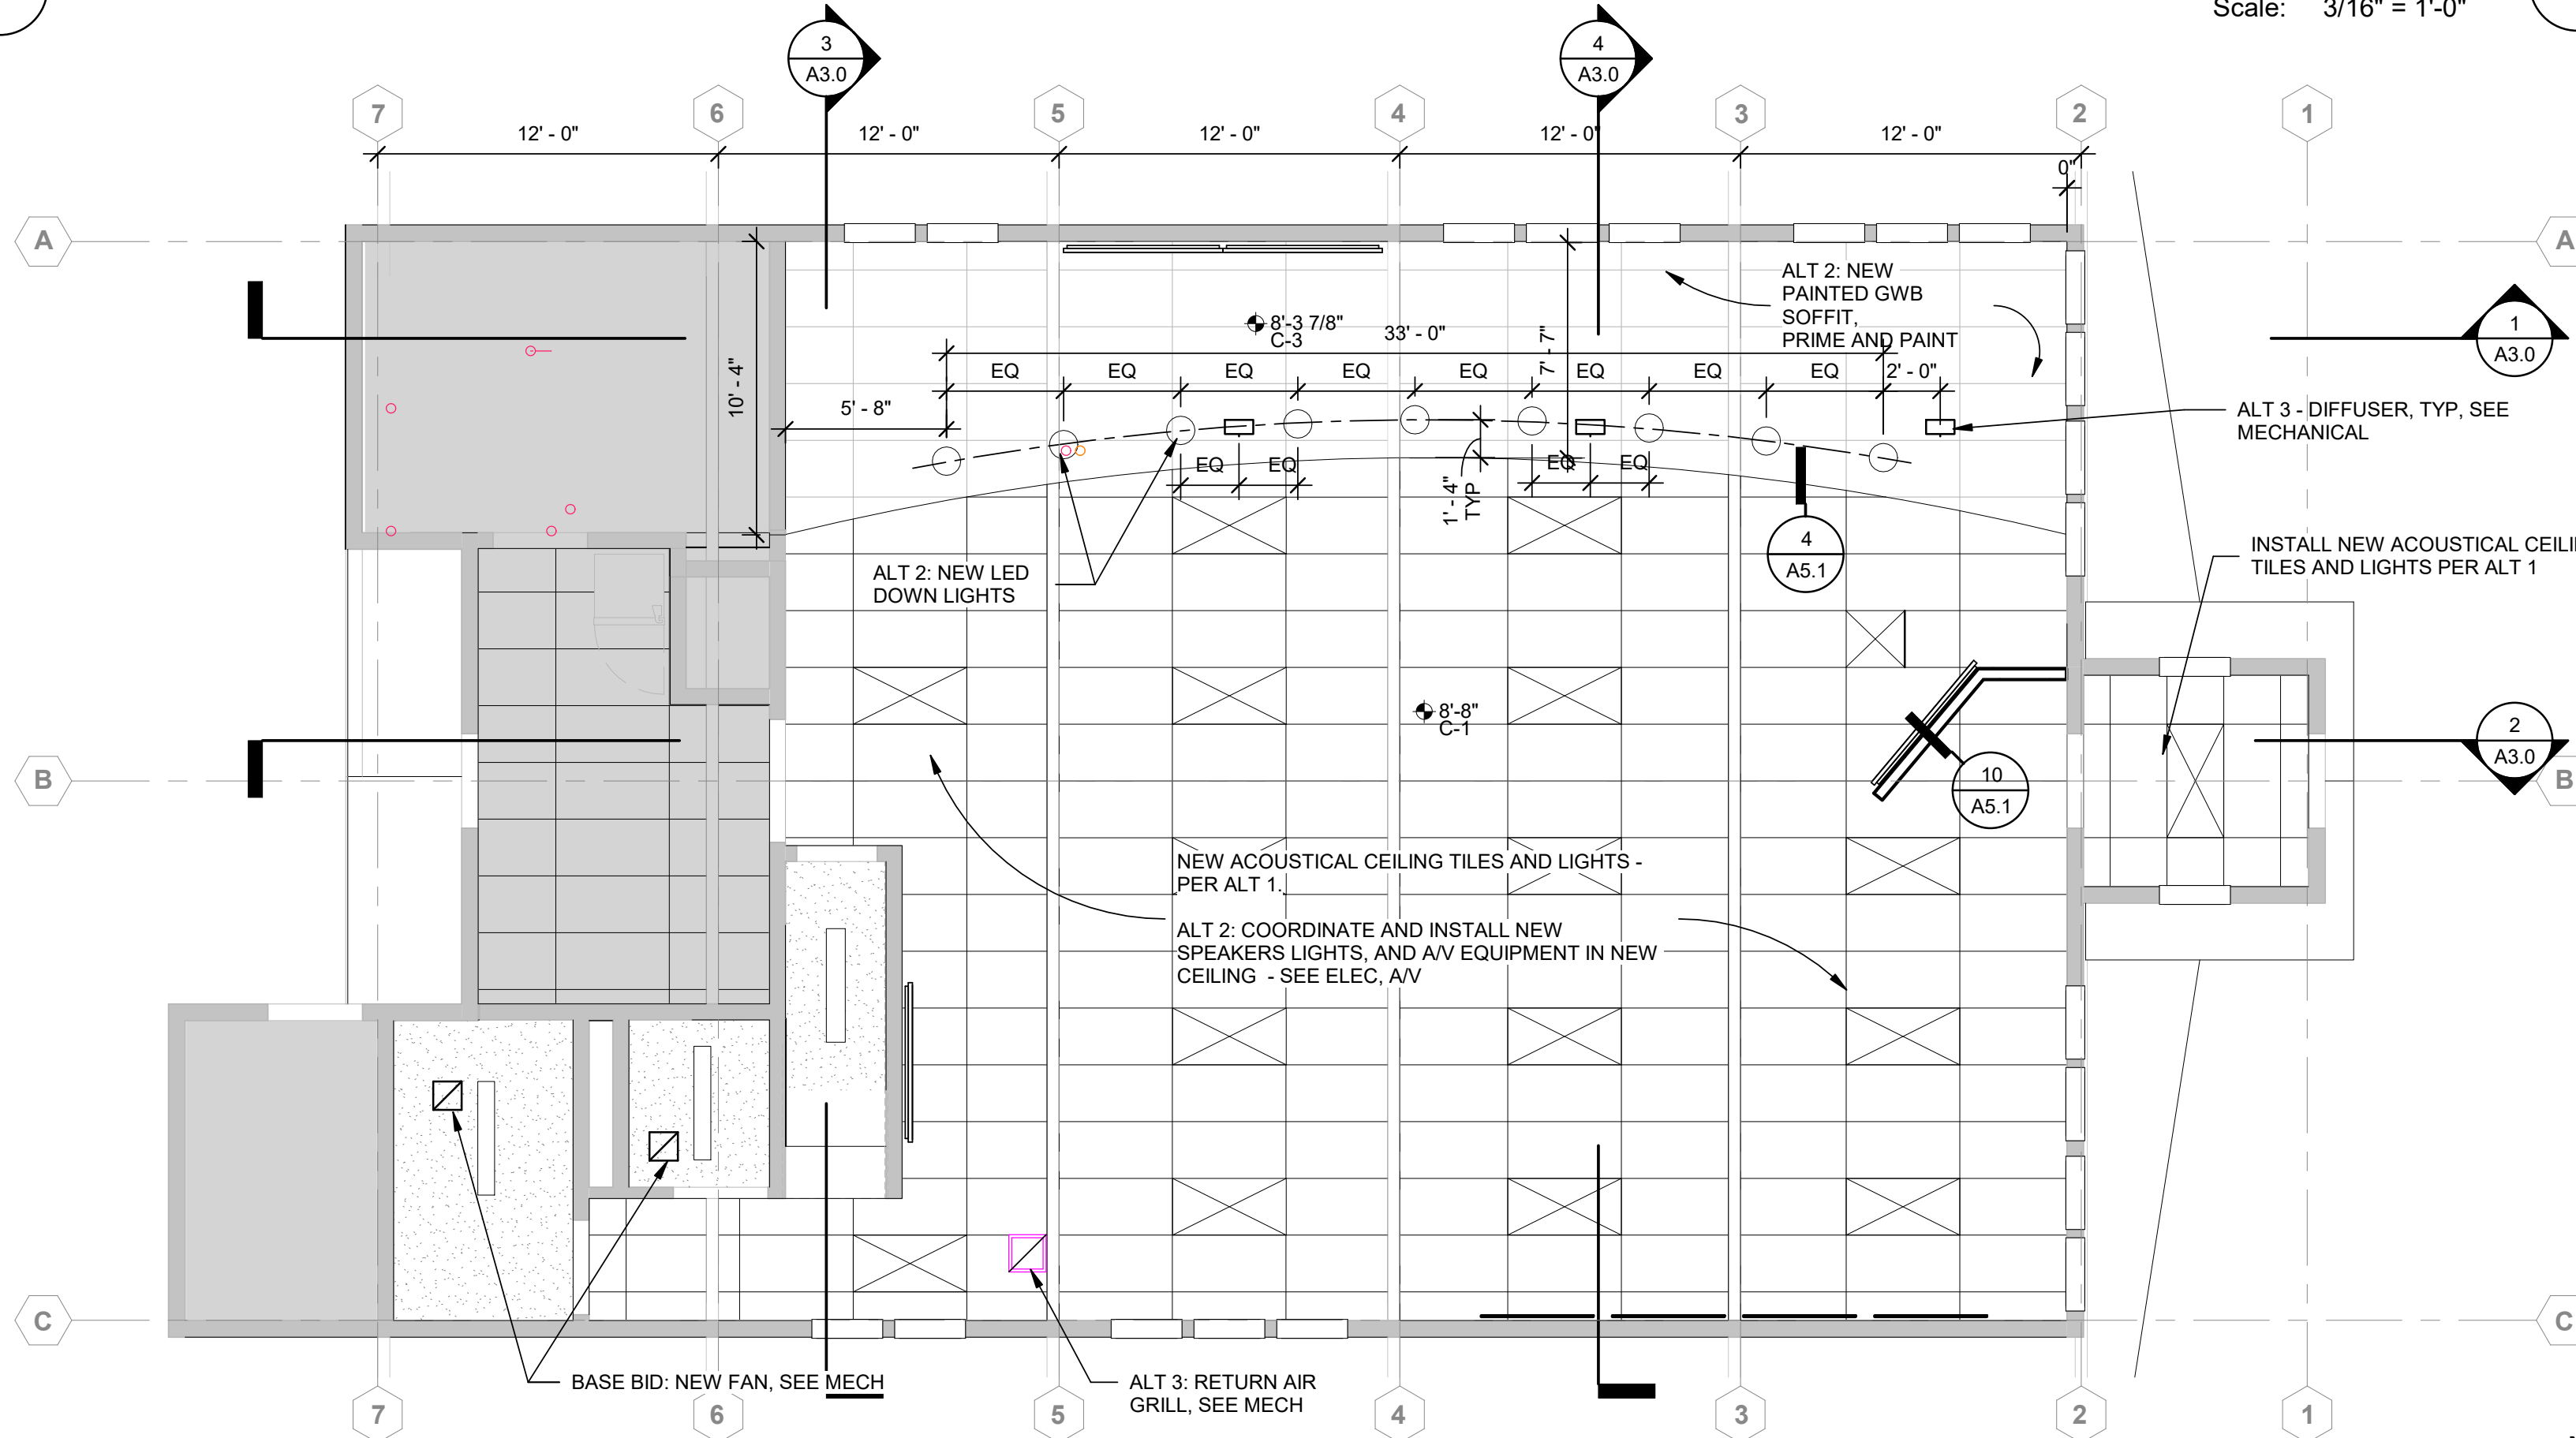 Scale: 3/16" = 1'-0"
3
A3.0
4
A3.0
7
6
5
4
3
2
1
12' - 0"
12' - 0"
12' - 0"
12' - 0"
12' - 0"
0"
A
A
ALT 2: NEW
PAINTED GWB
SOFFIT,
PRIME AND PAINT
8'-3 7/8"
C-3
33' - 0"
7' - 7"
1
A3.0
10' - 4"
EQ
EQ
EQ
EQ
EQ
EQ
EQ
EQ
2' - 0"
5' - 8"
ALT 3 - DIFFUSER, TYP, SEE
MECHANICAL
EQ
EQ
EQ
EQ
1' - 4"
TYP
4
A5.1
INSTALL NEW ACOUSTICAL CEILI
TILES AND LIGHTS PER ALT 1
ALT 2: NEW LED
DOWN LIGHTS
8'-8"
C-1
2
A3.0
B
B
10
A5.1
NEW ACOUSTICAL CEILING TILES AND LIGHTS -
PER ALT 1.
ALT 2: COORDINATE AND INSTALL NEW
SPEAKERS LIGHTS, AND A/V EQUIPMENT IN NEW
CEILING - SEE ELEC, A/V
C
C
BASE BID: NEW FAN, SEE MECH
ALT 3: RETURN AIR
GRILL, SEE MECH
7
6
5
4
3
2
1